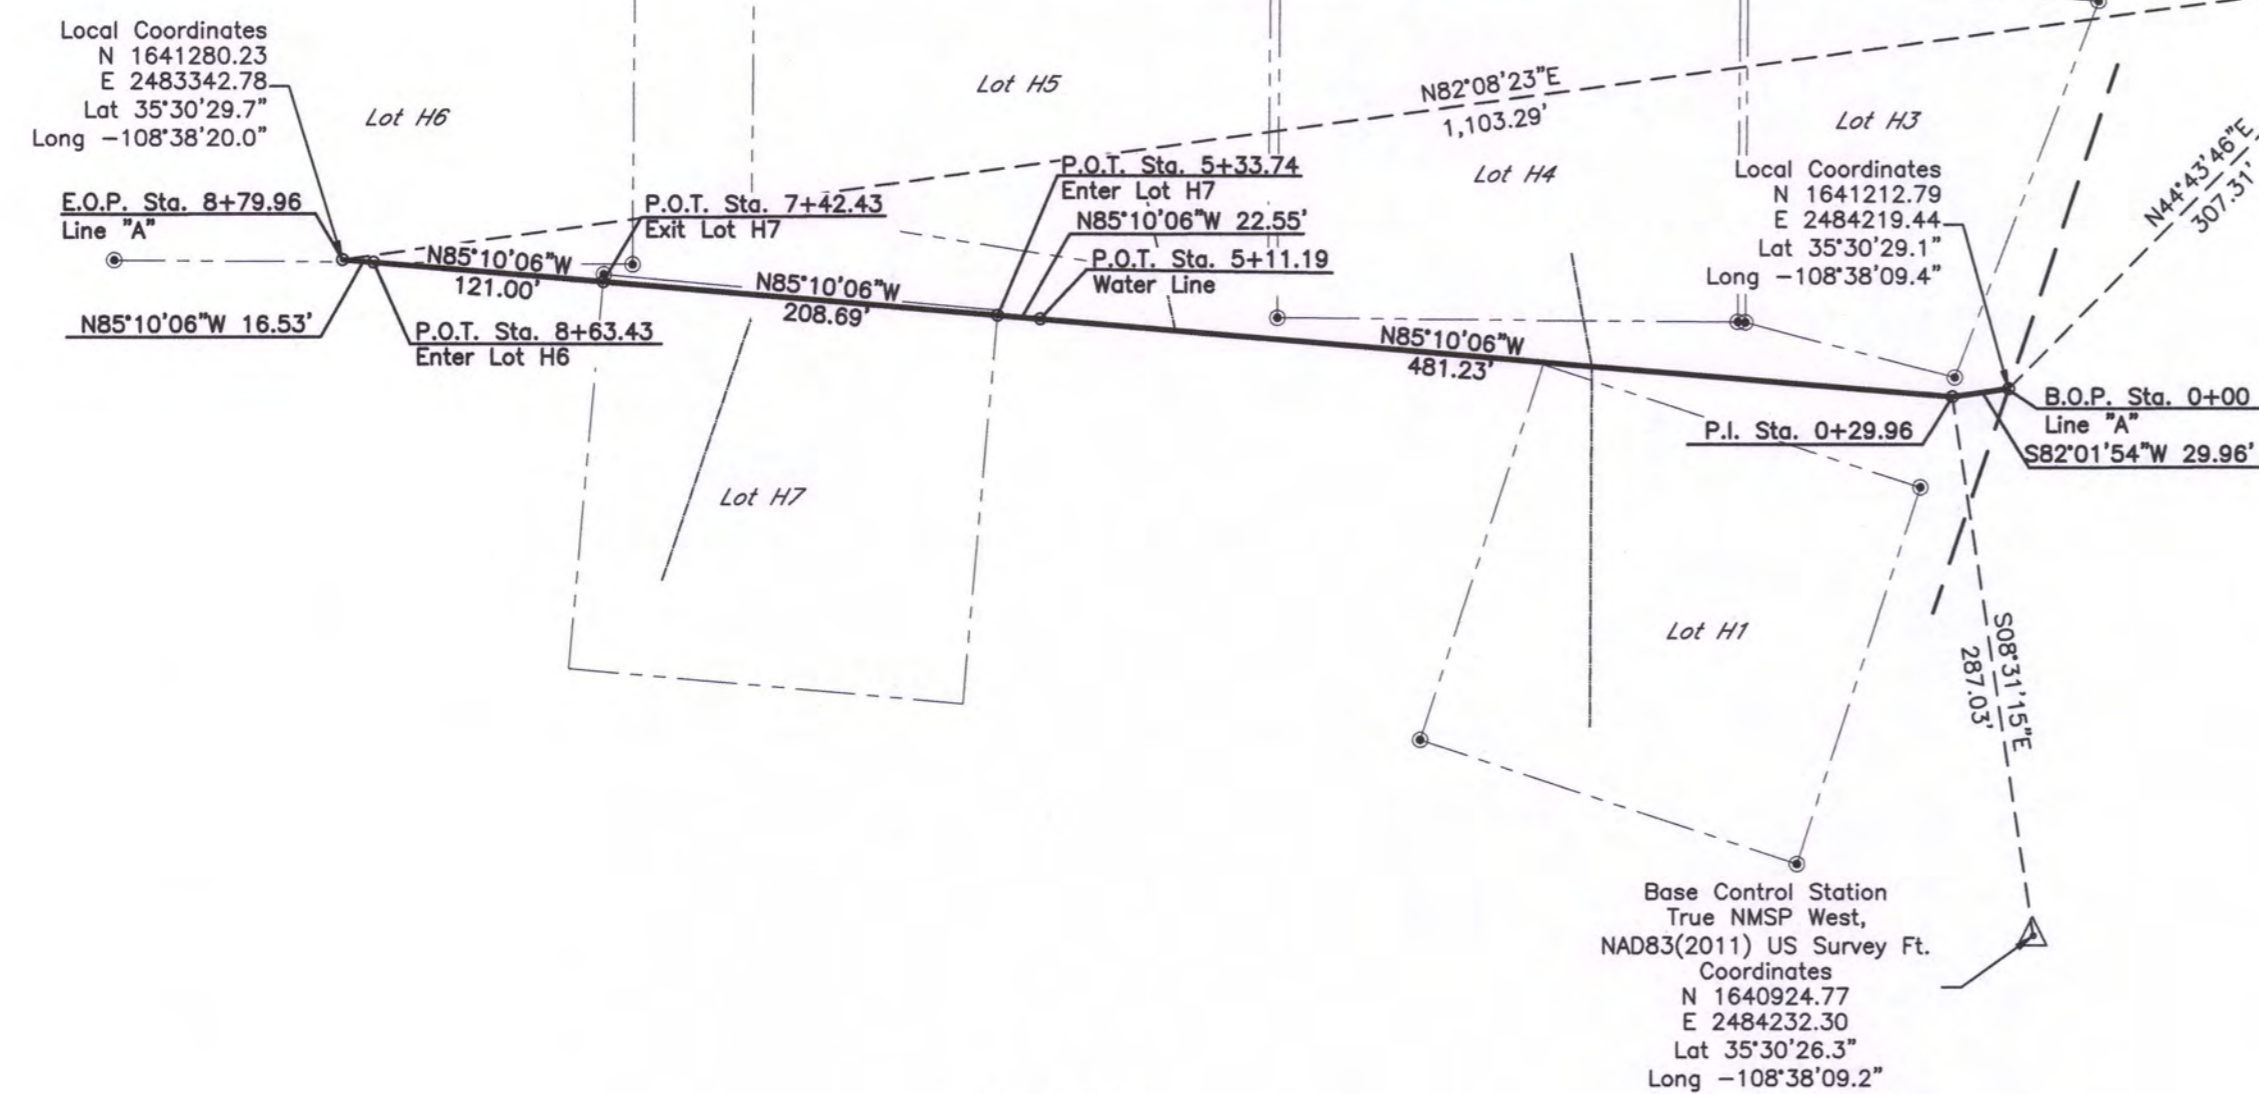 Local Coordinates
N 1641280.23
E 2483342.78
Lat 35°30'29.7"
Long -108°38'20.0"
Lot H6
Lot H5
N82°08'23"E
1,103.29'
Lot H3
Lot H4
N44°43'46"E
307.31'
Local Coordinates
N 1641212.79
E 2484219.44
Lat 35°30'29.1"
Long -108°38'09.4"
E.O.P. Sta. 8+79.96
Line "A"
P.O.T. Sta. 7+42.43
Exit Lot H7
P.O.T. Sta. 5+33.74
Enter Lot H7
N85°10'06"W 22.55'
P.O.T. Sta. 5+11.19
Water Line
N85°10'06"W
121.00'
N85°10'06"W
208.69'
N85°10'06"W 16.53'
P.O.T. Sta. 8+63.43
Enter Lot H6
N85°10'06"W
481.23'
P.I. Sta. 0+29.96
B.O.P. Sta. 0+00
Line "A"
S82°01'54"W 29.96'
Lot H7
Lot H1
S08°31'15"E
287.03'
Base Control Station
True NMSP West,
NAD83(2011) US Survey Ft.
Coordinates
N 1640924.77
E 2484232.30
Lat 35°30'26.3"
Long -108°38'09.2"